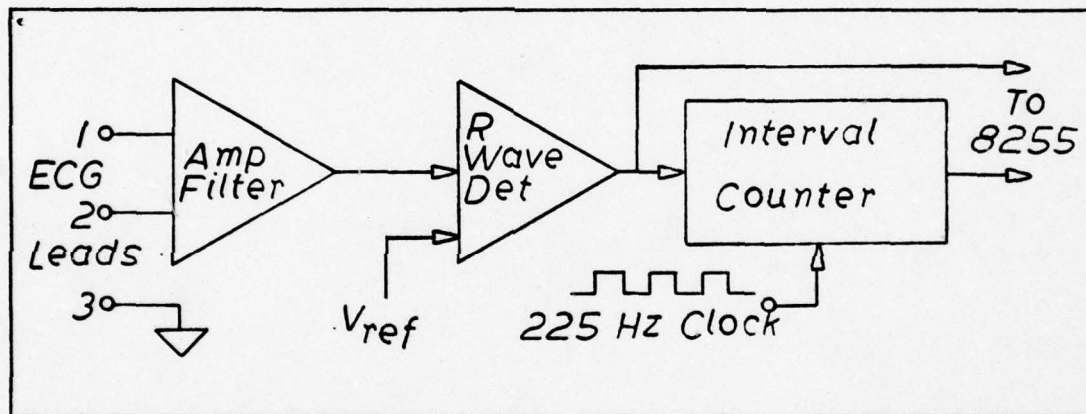 1
ECG
2
Leads
3
Amp
Filter
R
Wave
Det
Vref
Interval
Counter
225 Hz Clock
To
8255